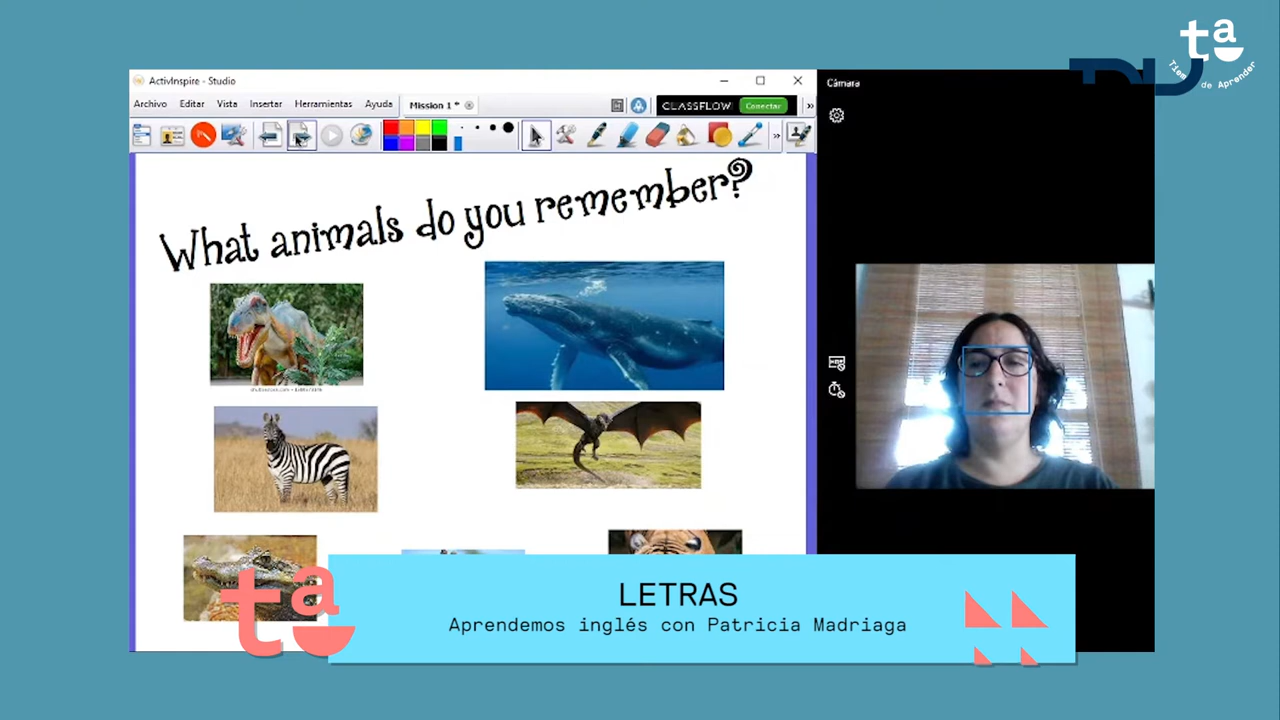 ta
Tiempo de Aprender
ActivInspire - Studio
Cámara
Archivo Editar Vista Insertar Herramientas Ayuda Mission 1 * CLASSFLOW Conectar
What animals do you remember?
LETRAS
Aprendemos inglés con Patricia Madriaga
ta